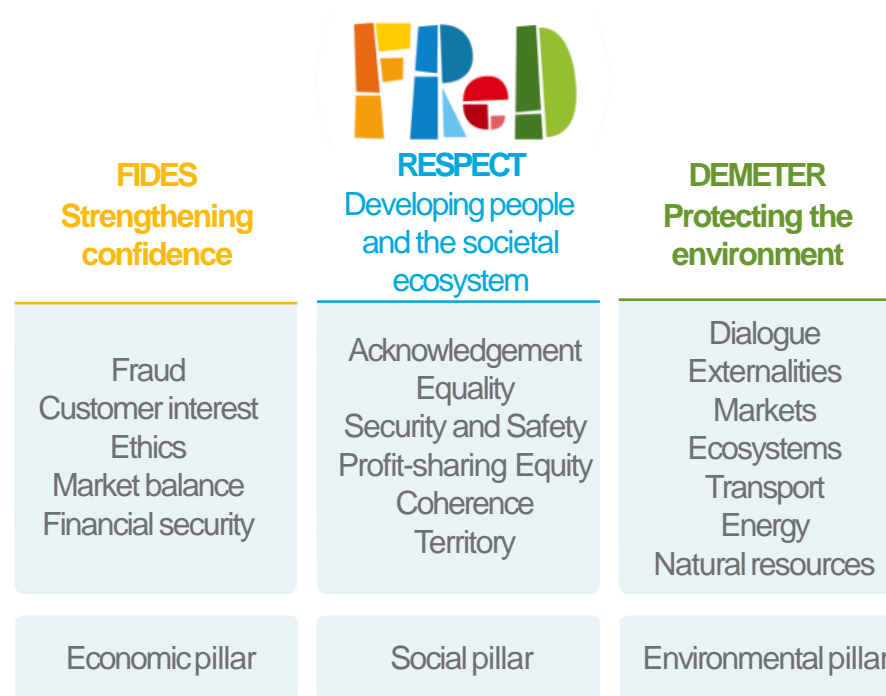 FReD
FIDES
Strengthening
confidence
Fraud
Customer interest
Ethics
Market balance
Financial security
Economic pillar
RESPECT
Developing people
and the societal
ecosystem
Acknowledgement
Equality
Security and Safety
Profit-sharing Equity
Coherence
Territory
Social pillar
DEMETER
Protecting the
environment
Dialogue
Externalities
Markets
Ecosystems
Transport
Energy
Natural resources
Environmental pillar